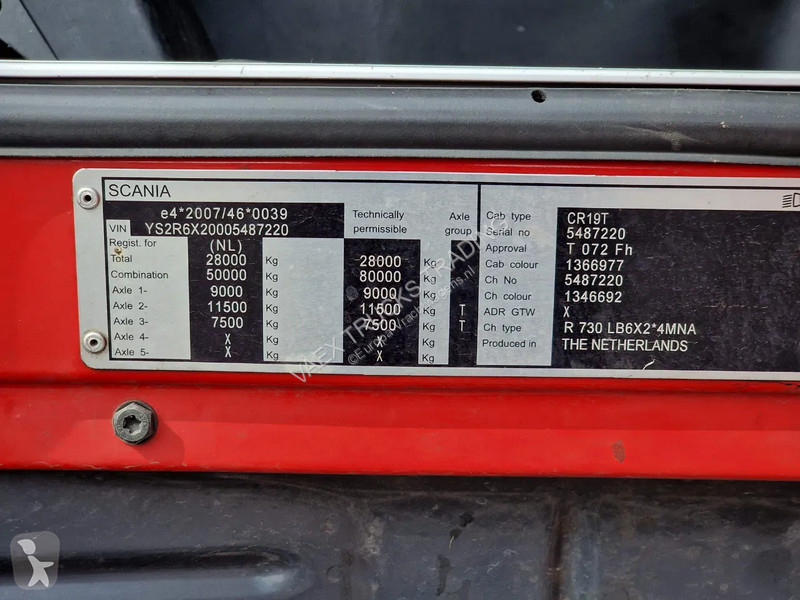 SCANIA
e4*2007/46*0039
VIN YS2R6X20005487220
Regist. for (NL)
Technically permissible
Axle group
Total 28000 Kg 28000 Kg
Combination 50000 Kg 80000 Kg
Axle 1- 9000 Kg 9000 Kg
Axle 2- 11500 Kg 11500 Kg T
Axle 3- 7500 Kg 7500 Kg T
Axle 4- X Kg X Kg
Axle 5- X Kg X Kg
Cab type CR19T
Serial no 5487220
Approval T 072 Fh
Cab colour 1366977
Ch No 5487220
Ch colour 1346692
ADR GTW X
Ch type R 730 LB6X2*4MNA
Produced in THE NETHERLANDS
VAEX TRUCKS TRADING